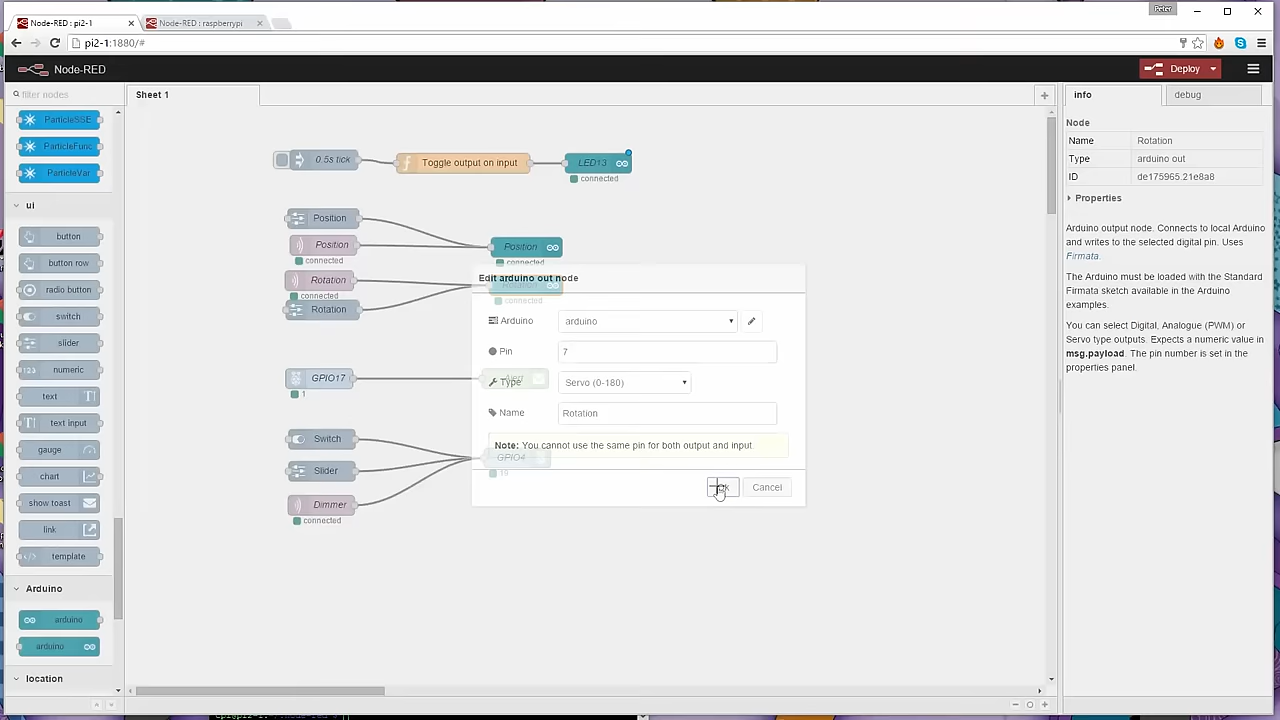 Peter
Node-RED : pi2-1
Node-RED : raspberrypi
pi2-1:1880/#
Node-RED
Deploy
filter nodes
Sheet 1
info
debug
ParticleSSE
ParticleFunc
ParticleVar
ui
button
button row
radio button
switch
slider
numeric
text
text input
gauge
chart
show toast
link
template
Arduino
arduino
arduino
location
0.5s tick
Toggle output on input
LED13
connected
Position
Position
connected
Position
connected
Rotation
connected
Rotation
Rotation
connected
GPIO17
1
Alert
Switch
Slider
Dimmer
connected
GPIO4
Edit arduino out node
Arduino
arduino
Pin
7
Type
Servo (0-180)
Name
Rotation
Note: You cannot use the same pin for both output and input.
Ok
Cancel
Node
Name
Rotation
Type
arduino out
ID
de175965.21e8a8
Properties
Arduino output node. Connects to local Arduino
and writes to the selected digital pin. Uses
Firmata.
The Arduino must be loaded with the Standard
Firmata sketch available in the Arduino
examples.
You can select Digital, Analogue (PWM) or
Servo type outputs. Expects a numeric value in
msg.payload. The pin number is set in the
properties panel.